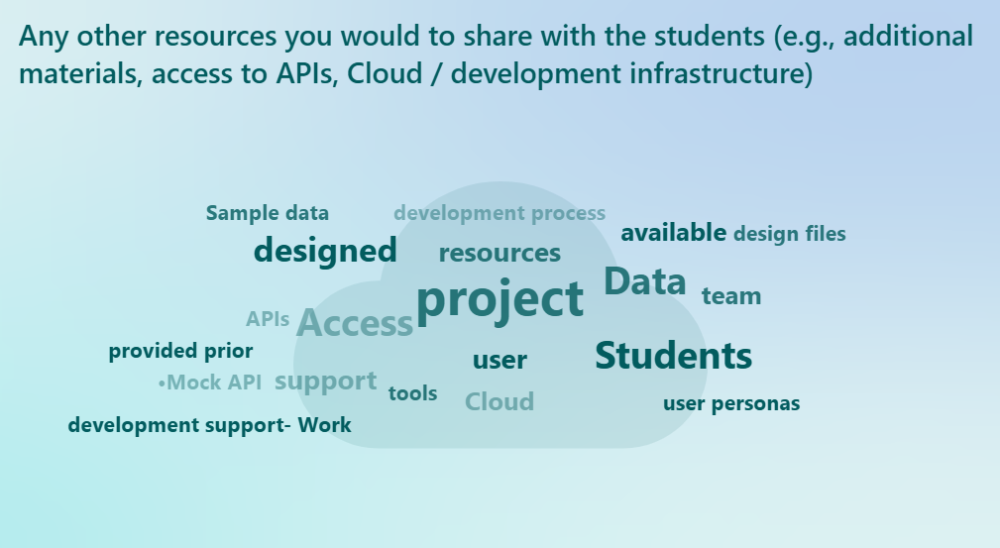 Any other resources you would to share with the students (e.g., additional
materials, access to APIs, Cloud / development infrastructure)
Sample data
development process
available
design files
designed
resources
Data
team
project
APIs
Access
provided prior
user
Students
•Mock API
support
tools
Cloud
user personas
development support- Work